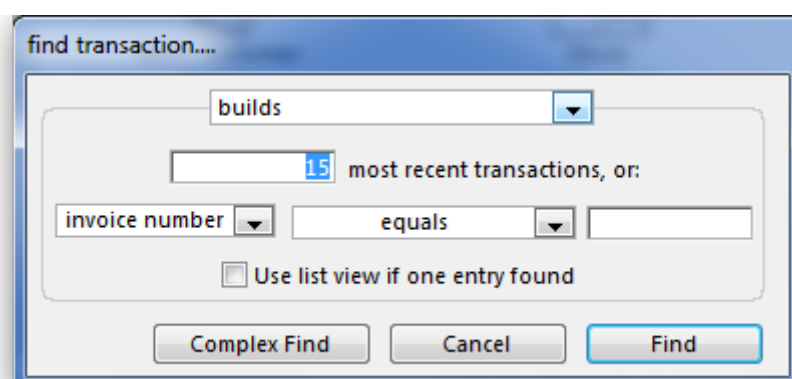 find transaction....
builds
15 most recent transactions, or:
invoice number equals
Use list view if one entry found
Complex Find Cancel Find